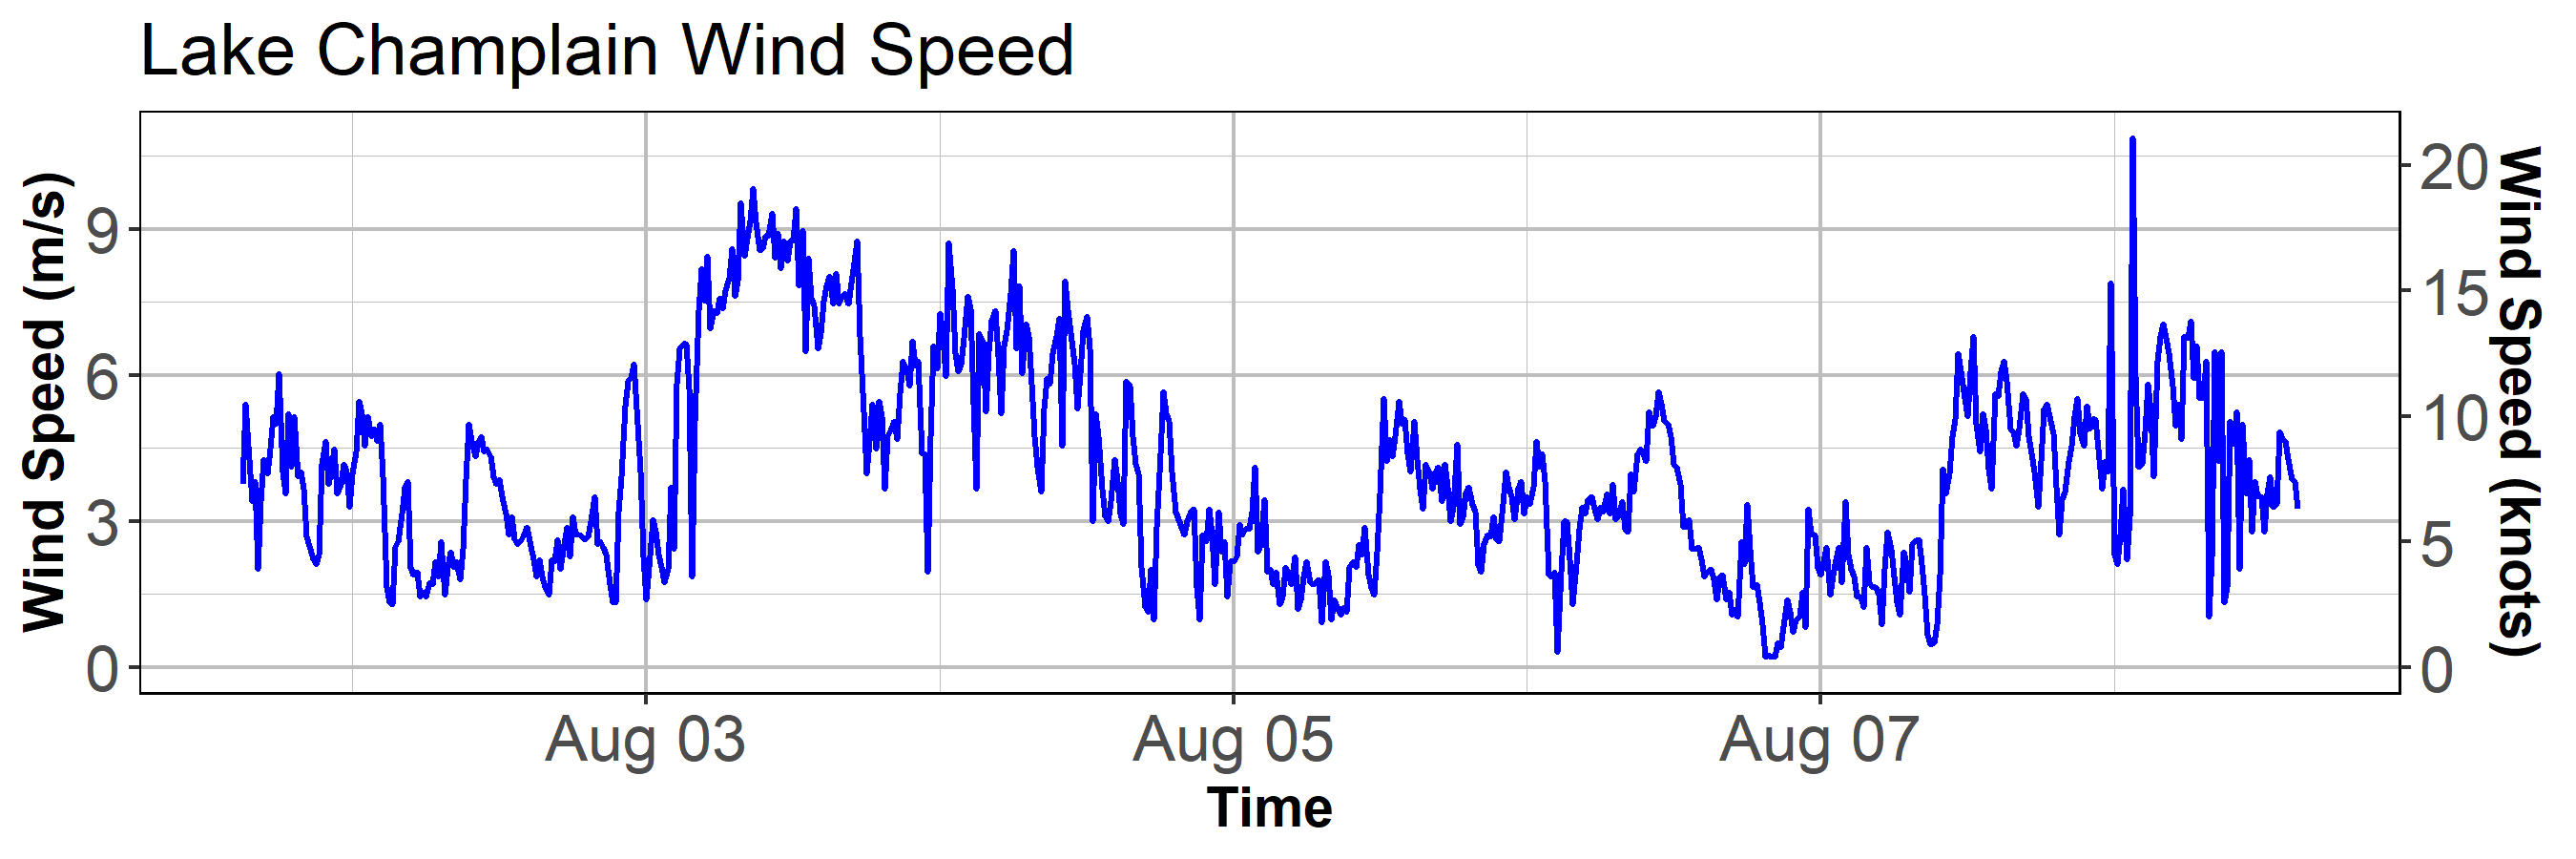 Lake Champlain Wind Speed
Wind Speed (m/s)
9
6
3
0
20
15
10
5
0
Wind Speed (knots)
Aug 03
Aug 05
Aug 07
Time